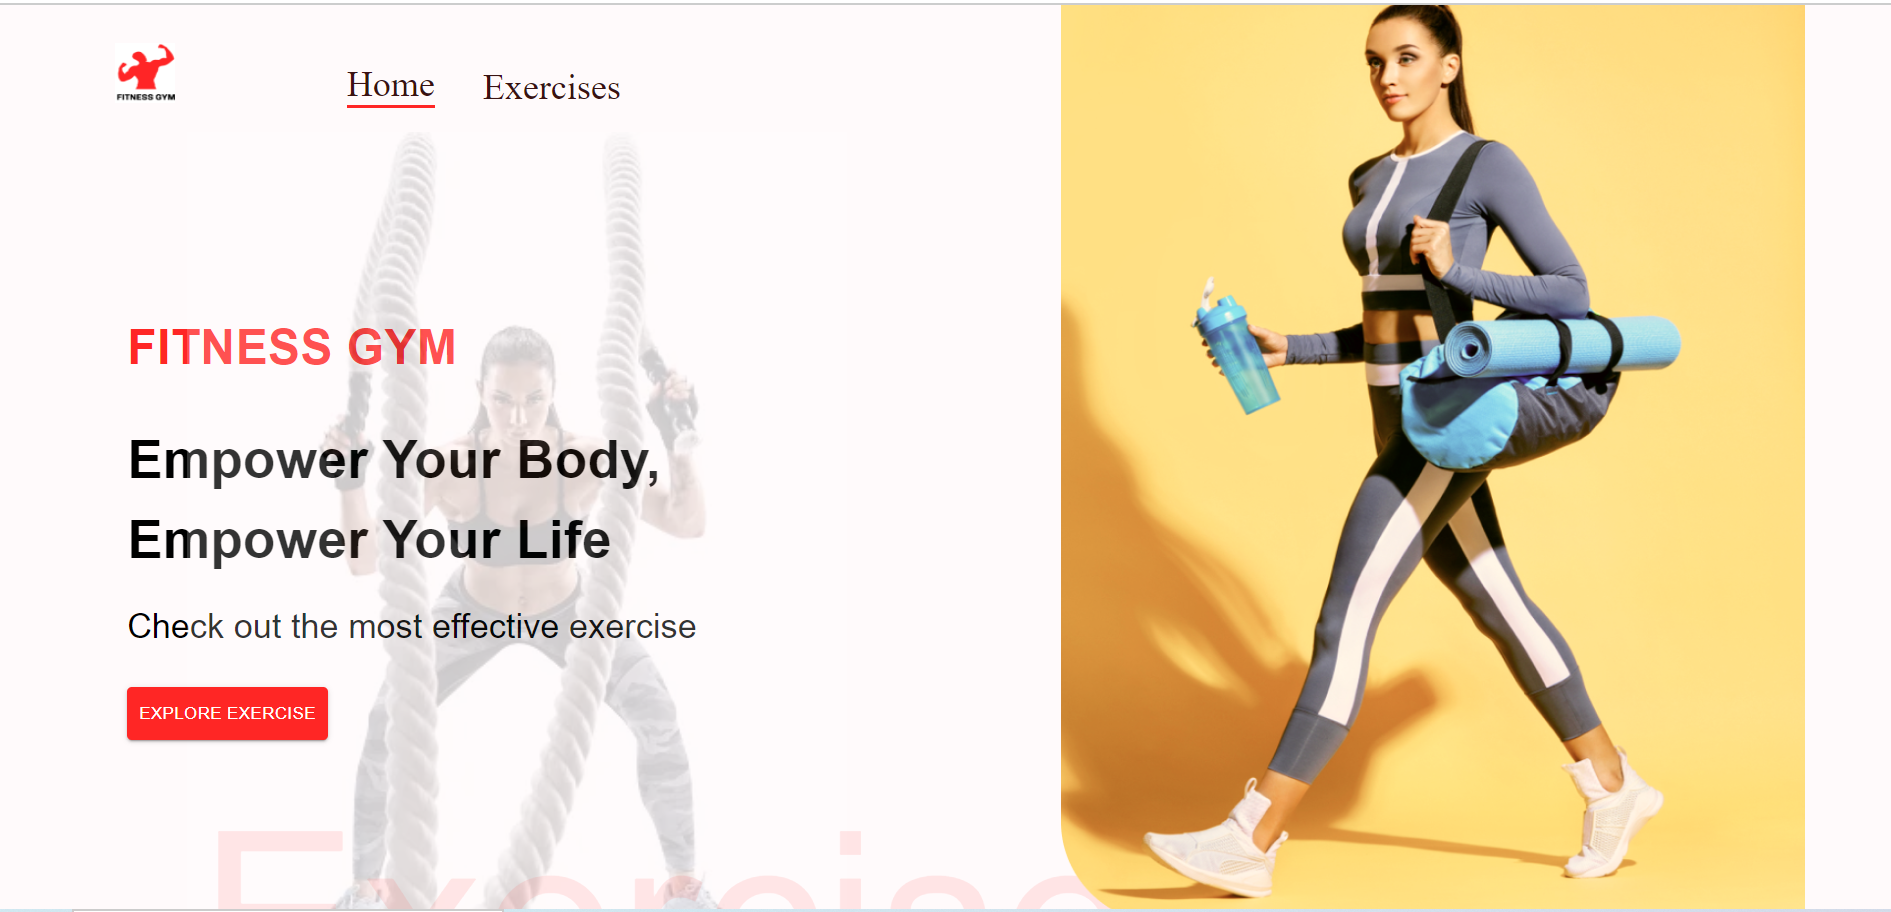 FITNESS GYM
Home
Exercises
FITNESS GYM
Empower Your Body,
Empower Your Life
Check out the most effective exercise
EXPLORE EXERCISE
Exercise